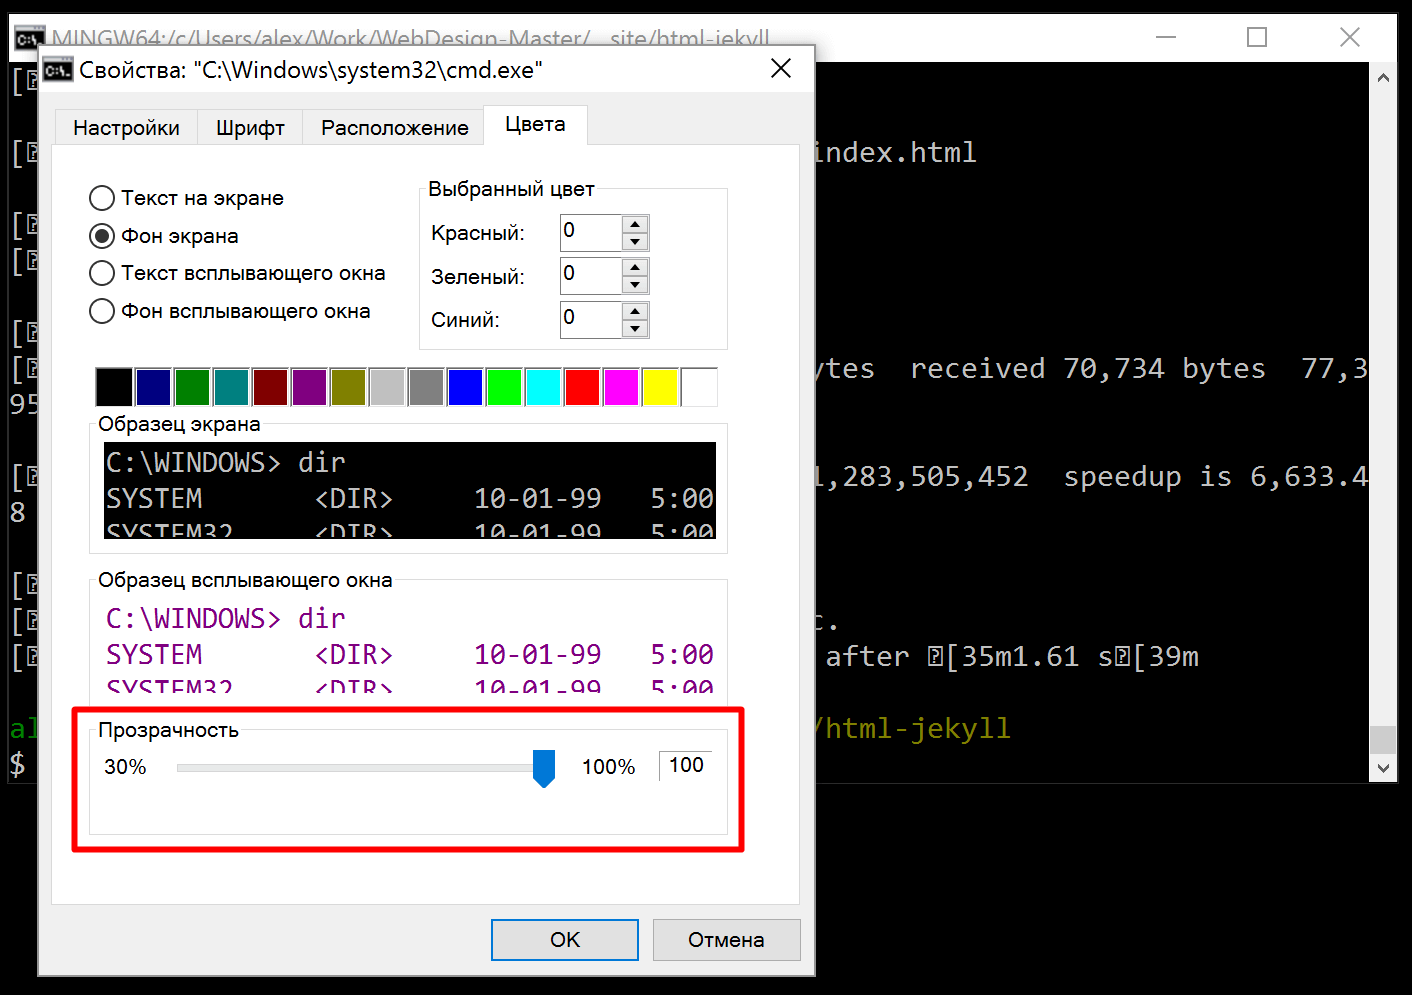 MINGW64:/c/Users/alex/Work/WebDesign-Master/__site/html-jekyll
Свойства: "C:\Windows\system32\cmd.exe"
Настройки Шрифт Расположение Цвета
Текст на экране
Фон экрана
Текст всплывающего окна
Фон всплывающего окна
Выбранный цвет
Красный: 0
Зеленый: 0
Синий: 0
Образец экрана
C:\WINDOWS> dir
SYSTEM <DIR> 10-01-99 5:00
SYSTEM32 <DIR> 10-01-99 5:00
Образец всплывающего окна
C:\WINDOWS> dir
SYSTEM <DIR> 10-01-99 5:00
SYSTEM32 <DIR> 10-01-99 5:00
Прозрачность
30% 100% 100
OK Отмена
[
[ index.html
[
[
[
[ ytes received 70,734 bytes 77,3
95
[ 1,283,505,452 speedup is 6,633.4
8
[
[ c.
[ after [35m1.61 s[39m
al /html-jekyll
$